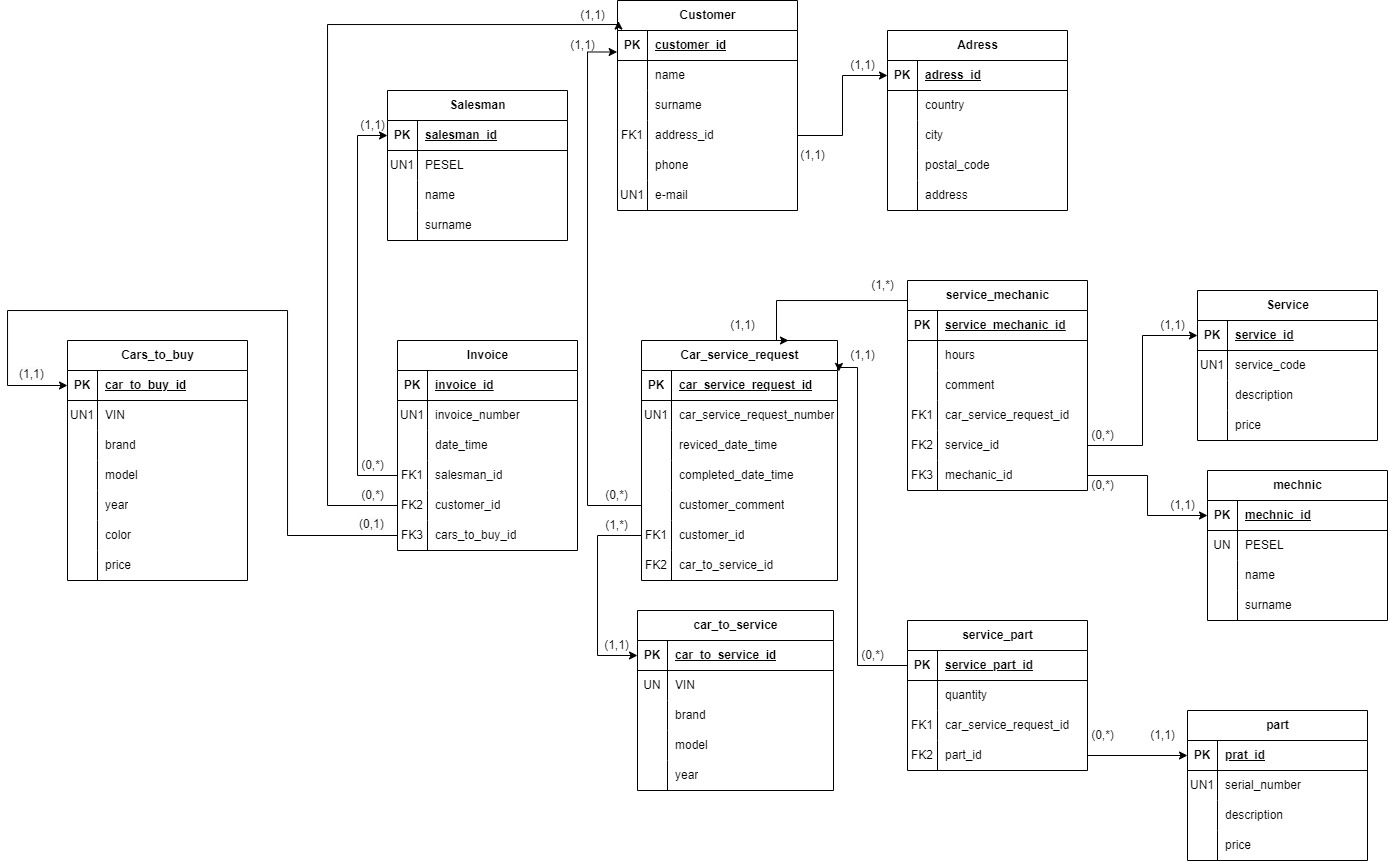 Customer
PK customer_id
name
surname
FK1 address_id
phone
UN1 e-mail
(1,1)
(1,1)
(1,1)
(1,1)
Adress
PK adress_id
country
city
postal_code
address
Salesman
PK salesman_id
UN1 PESEL
name
surname
(1,1)
Cars_to_buy
PK car_to_buy_id
UN1 VIN
brand
model
year
color
price
(1,1)
Invoice
PK invoice_id
UN1 invoice_number
date_time
FK1 salesman_id
FK2 customer_id
FK3 cars_to_buy_id
(0,*)
(0,*)
(0,1)
Car_service_request
PK car_service_request_id
UN1 car_service_request_number
reviced_date_time
completed_date_time
customer_comment
FK1 customer_id
FK2 car_to_service_id
(1,1)
(1,1)
(0,*)
(1,*)
service_mechanic
PK service_mechanic_id
hours
comment
FK1 car_service_request_id
FK2 service_id
FK3 mechanic_id
(1,*)
(0,*)
(0,*)
Service
PK service_id
UN1 service_code
description
price
(1,1)
mechnic
PK mechnic_id
UN PESEL
name
surname
(1,1)
car_to_service
PK car_to_service_id
UN VIN
brand
model
year
(1,1)
service_part
PK service_part_id
quantity
FK1 car_service_request_id
FK2 part_id
(0,*)
(0,*)
(1,1)
part
PK prat_id
UN1 serial_number
description
price